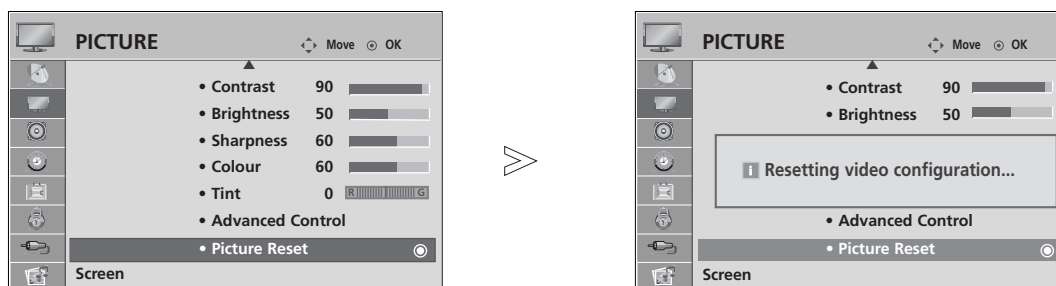 PICTURE Move OK
• Contrast 90
• Brightness 50
• Sharpness 60
• Colour 60
• Tint 0 R G
• Advanced Control
• Picture Reset
Screen
PICTURE Move OK
• Contrast 90
• Brightness 50
i Resetting video configuration...
• Advanced Control
• Picture Reset
Screen